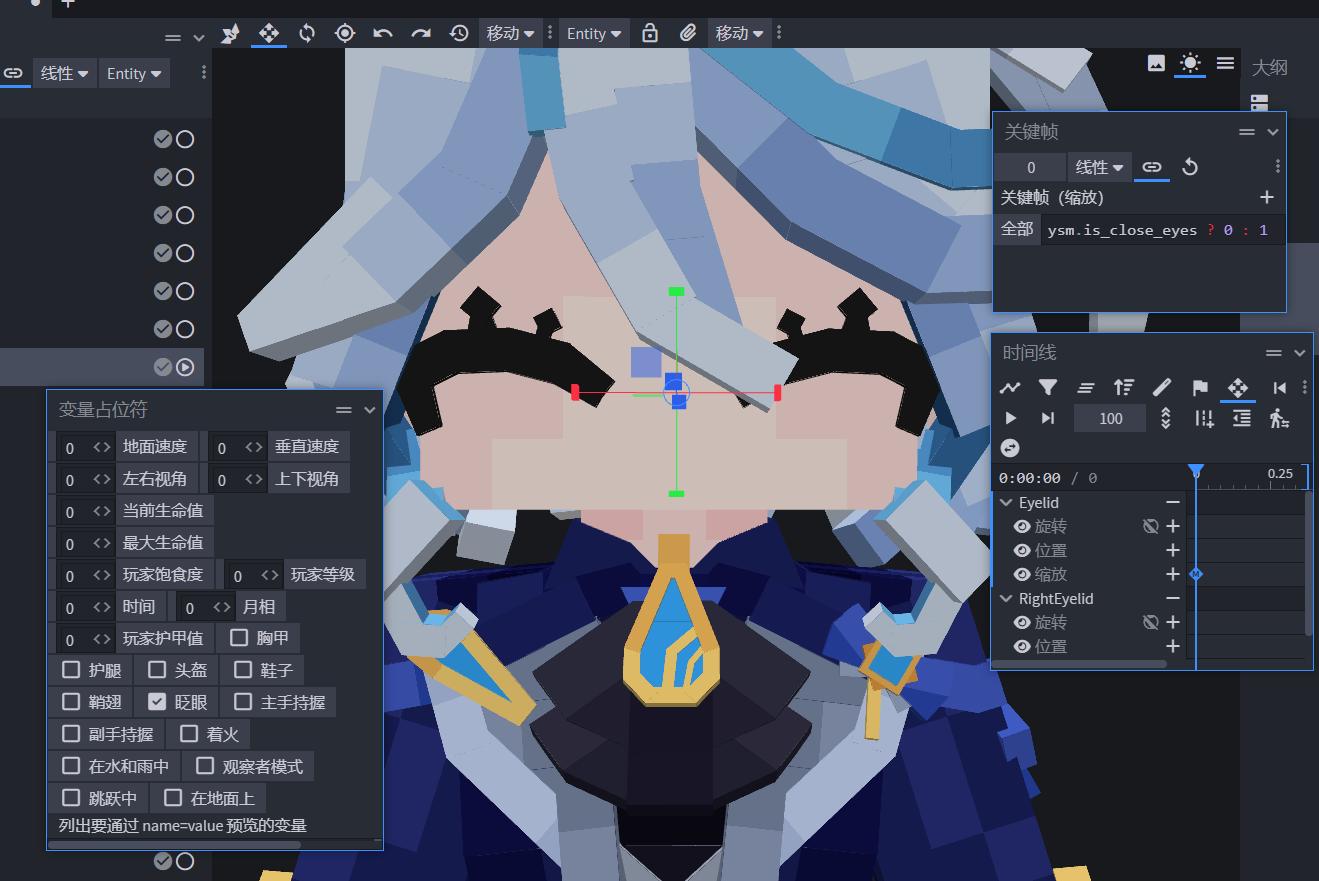 移动
Entity
移动
线性
Entity
大纲
关键帧
0
线性
关键帧（缩放）
全部
ysm.is_close_eyes ? 0 : 1
时间线
100
0:00:00 / 0
0
0.25
Eyelid
旋转
位置
缩放
RightEyelid
旋转
位置
变量占位符
0 地面速度 0 垂直速度
0 左右视角 0 上下视角
0 当前生命值
0 最大生命值
0 玩家饱食度 0 玩家等级
0 时间 0 月相
0 玩家护甲值 胸甲
护腿 头盔 鞋子
鞘翅 眨眼 主手持握
副手持握 着火
在水和雨中 观察者模式
跳跃中 在地面上
列出要通过 name=value 预览的变量